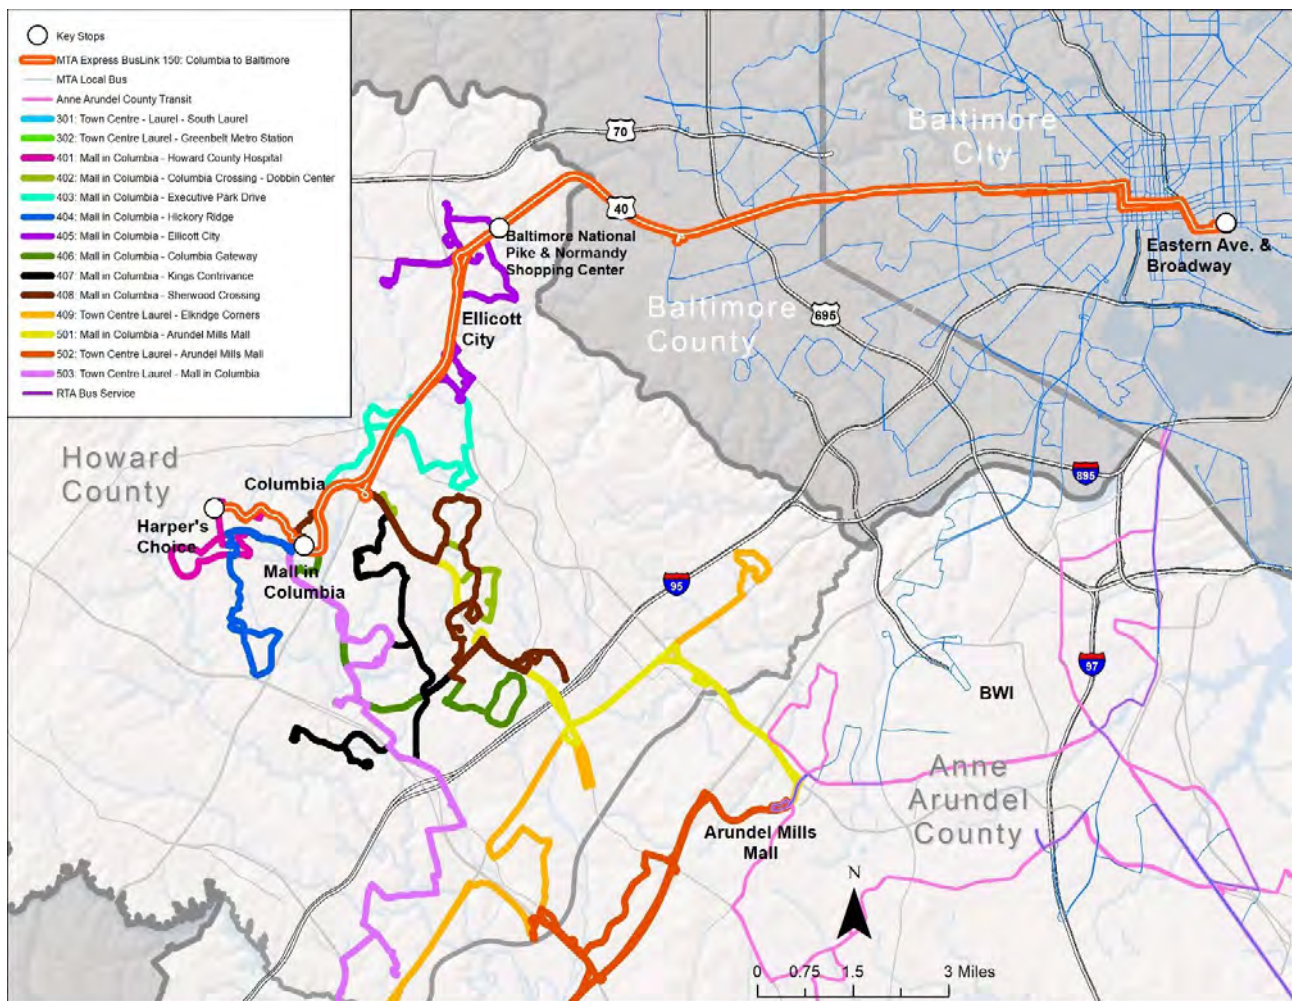 Key Stops
MTA Express BusLink 150: Columbia to Baltimore
MTA Local Bus
Anne Arundel County Transit
301: Town Centre - Laurel - South Laurel
302: Town Centre Laurel - Greenbelt Metro Station
401: Mall in Columbia - Howard County Hospital
402: Mall in Columbia - Columbia Crossing - Dobbin Center
403: Mall in Columbia - Executive Park Drive
404: Mall in Columbia - Hickory Ridge
405: Mall in Columbia - Ellicott City
406: Mall in Columbia - Columbia Gateway
407: Mall in Columbia - Kings Contrivance
408: Mall in Columbia - Sherwood Crossing
409: Town Centre Laurel - Elkridge Corners
501: Mall in Columbia - Arundel Mills Mall
502: Town Centre Laurel - Arundel Mills Mall
503: Town Centre Laurel - Mall in Columbia
RTA Bus Service
70
Baltimore
City
40
Baltimore National
Pike & Normandy
Shopping Center
Eastern Ave. &
Broadway
Baltimore
County
695
Ellicott
City
Howard
County
Columbia
895
Harper's
Choice
Mall in
Columbia
95
97
BWI
Anne
Arundel
County
Arundel Mills
Mall
N
0 0.75 1.5 3 Miles